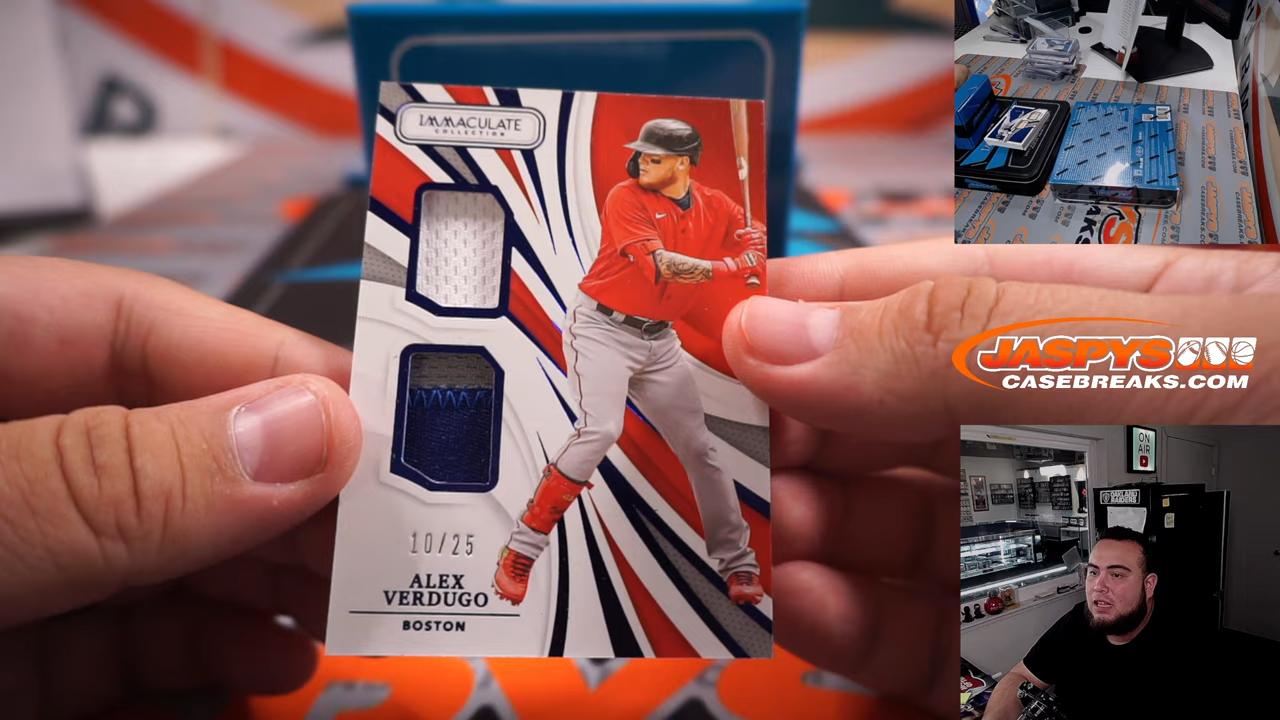 IMMACULATE
COLLECTION
10/25
ALEX
VERDUGO
BOSTON
JASPYS
CASEBREAKS.COM
ON
AIR
OAKLAND
RAIDERS